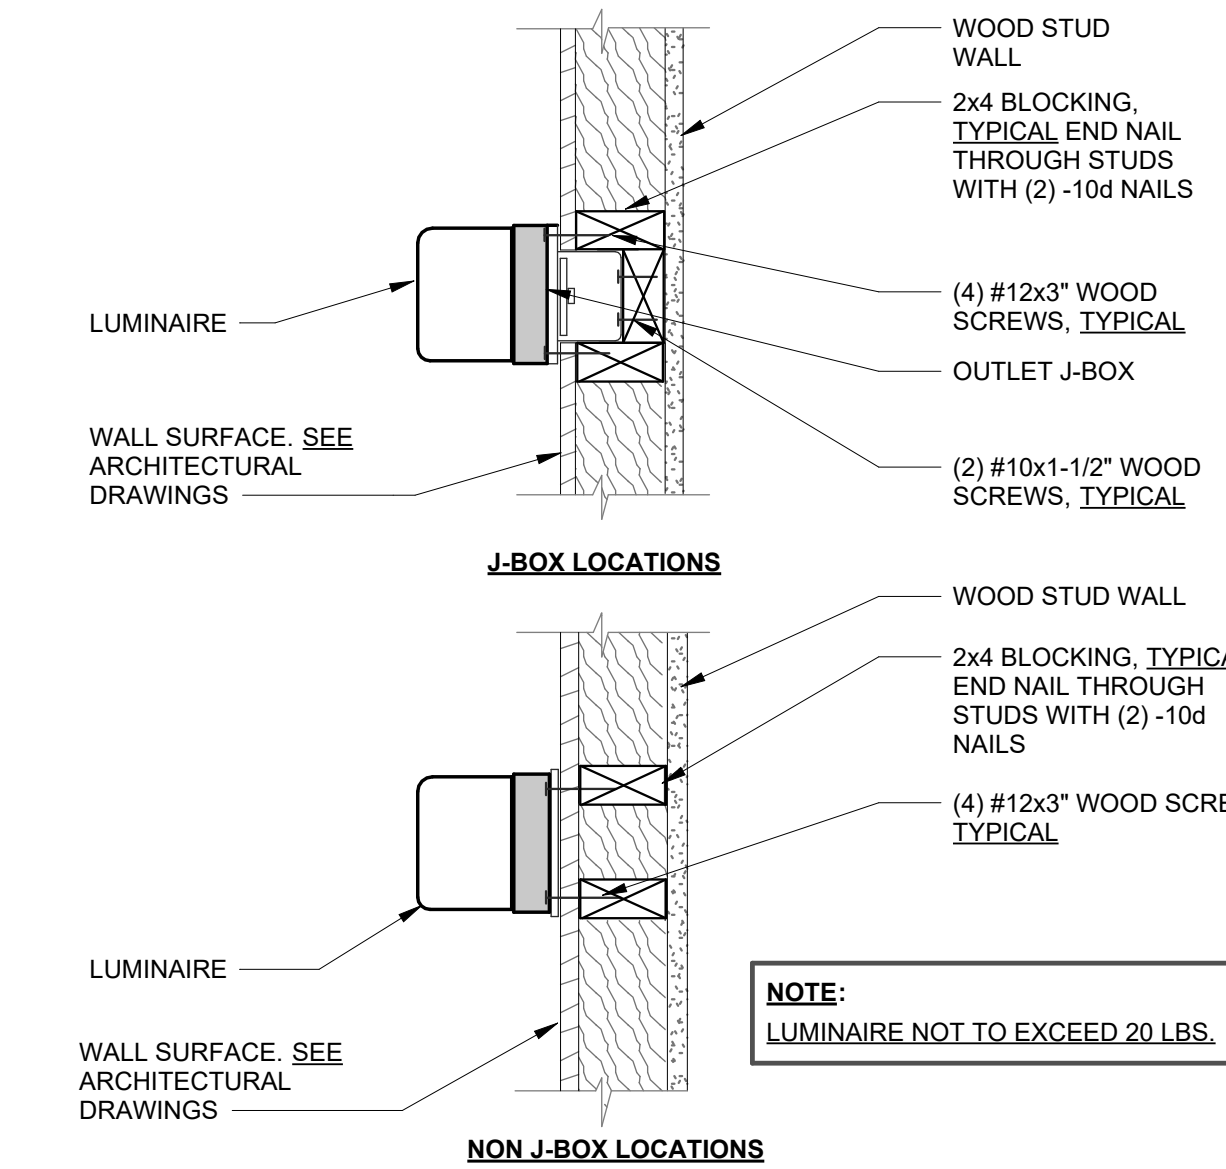 WOOD STUD
WALL
2x4 BLOCKING,
TYPICAL END NAIL
THROUGH STUDS
WITH (2) -10d NAILS
(4) #12x3" WOOD
SCREWS, TYPICAL
LUMINAIRE
OUTLET J-BOX
WALL SURFACE. SEE
ARCHITECTURAL
DRAWINGS
(2) #10x1-1/2" WOOD
SCREWS, TYPICAL
J-BOX LOCATIONS
WOOD STUD WALL
2x4 BLOCKING,
END NAIL THROUGH
STUDS WITH (2) -10d
NAILS
(4) #12x3" WOOD
TYPICAL
LUMINAIRE
NOTE:
LUMINAIRE NOT TO EXCEED 20 LBS.
WALL SURFACE. SEE
ARCHITECTURAL
DRAWINGS
NON J-BOX LOCATIONS